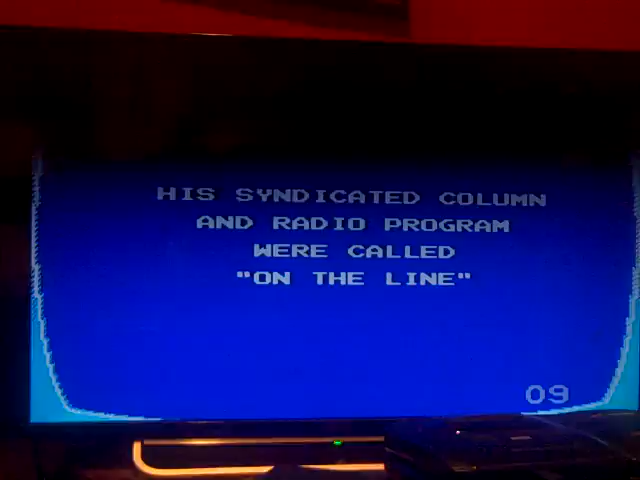 HIS SYNDICATED COLUMN
AND RADIO PROGRAM
WERE CALLED
"ON THE LINE"
09